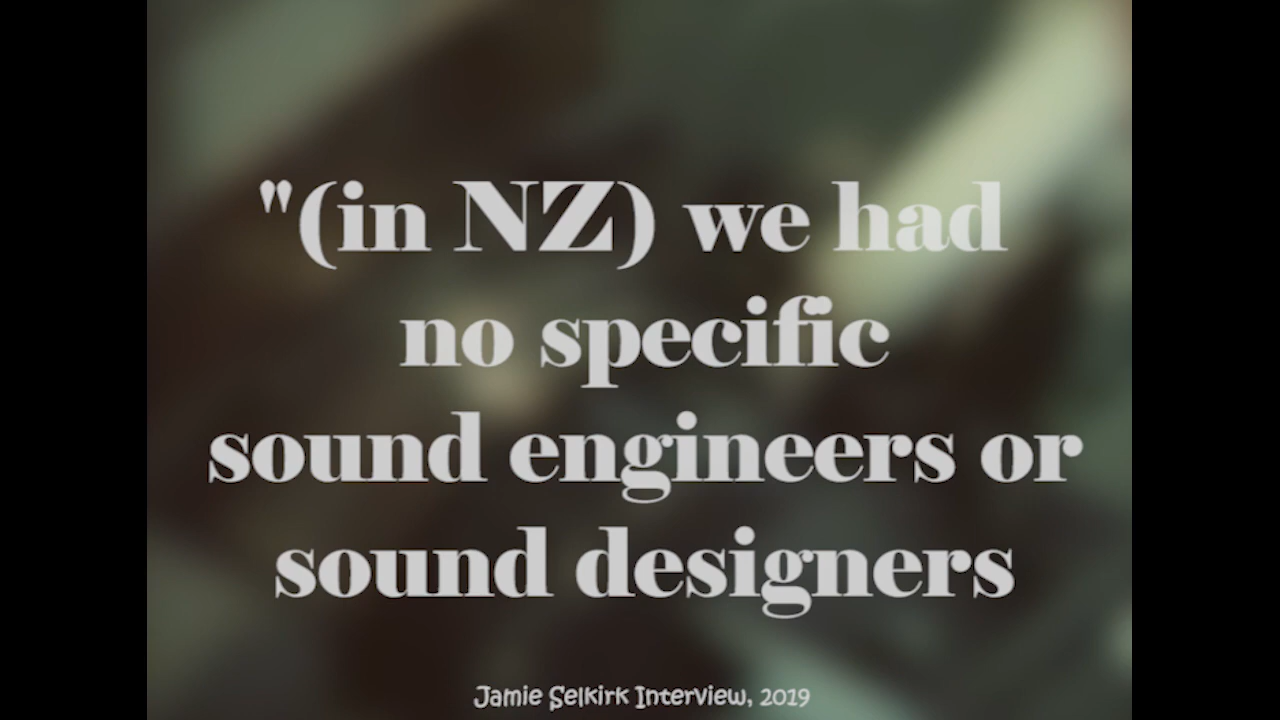 "(in NZ) we had
no specific
sound engineers or
sound designers
Jamie Selkirk Interview, 2019